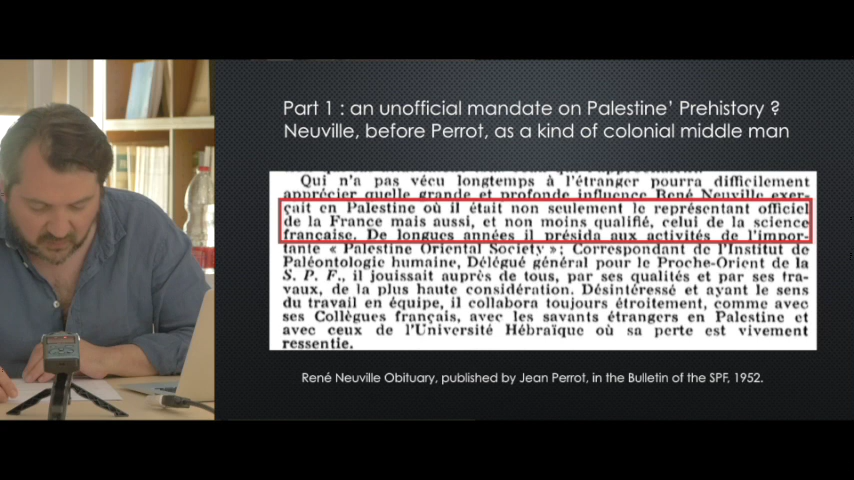 Part 1 : an unofficial mandate on Palestine’ Prehistory ?
Neuville, before Perrot, as a kind of colonial middle man
Qui n'a pas vécu longtemps à l'étranger pourra difficilement
apprécier quelle grande et profonde influence René Neuville exer-
çait en Palestine où il était non seulement le représentant officiel
de la France mais aussi, et non moins qualifié, celui de la science
française. De longues années il présida aux activités de l'impor-
tante « Palestine Oriental Society »; Correspondant de l'Institut de
Paléontologie humaine, Délégué général pour le Proche-Orient de la
S. P. F., il jouissait auprès de tous, par ses qualités et par ses tra-
vaux, de la plus haute considération. Désintéressé et ayant le sens
du travail en équipe, il collabora toujours étroitement, comme avec
ses Collègues français, avec les savants étrangers en Palestine et
avec ceux de l'Université Hébraïque où sa perte est vivement
ressentie.
René Neuville Obituary, published by Jean Perrot, in the Bulletin of the SPF, 1952.